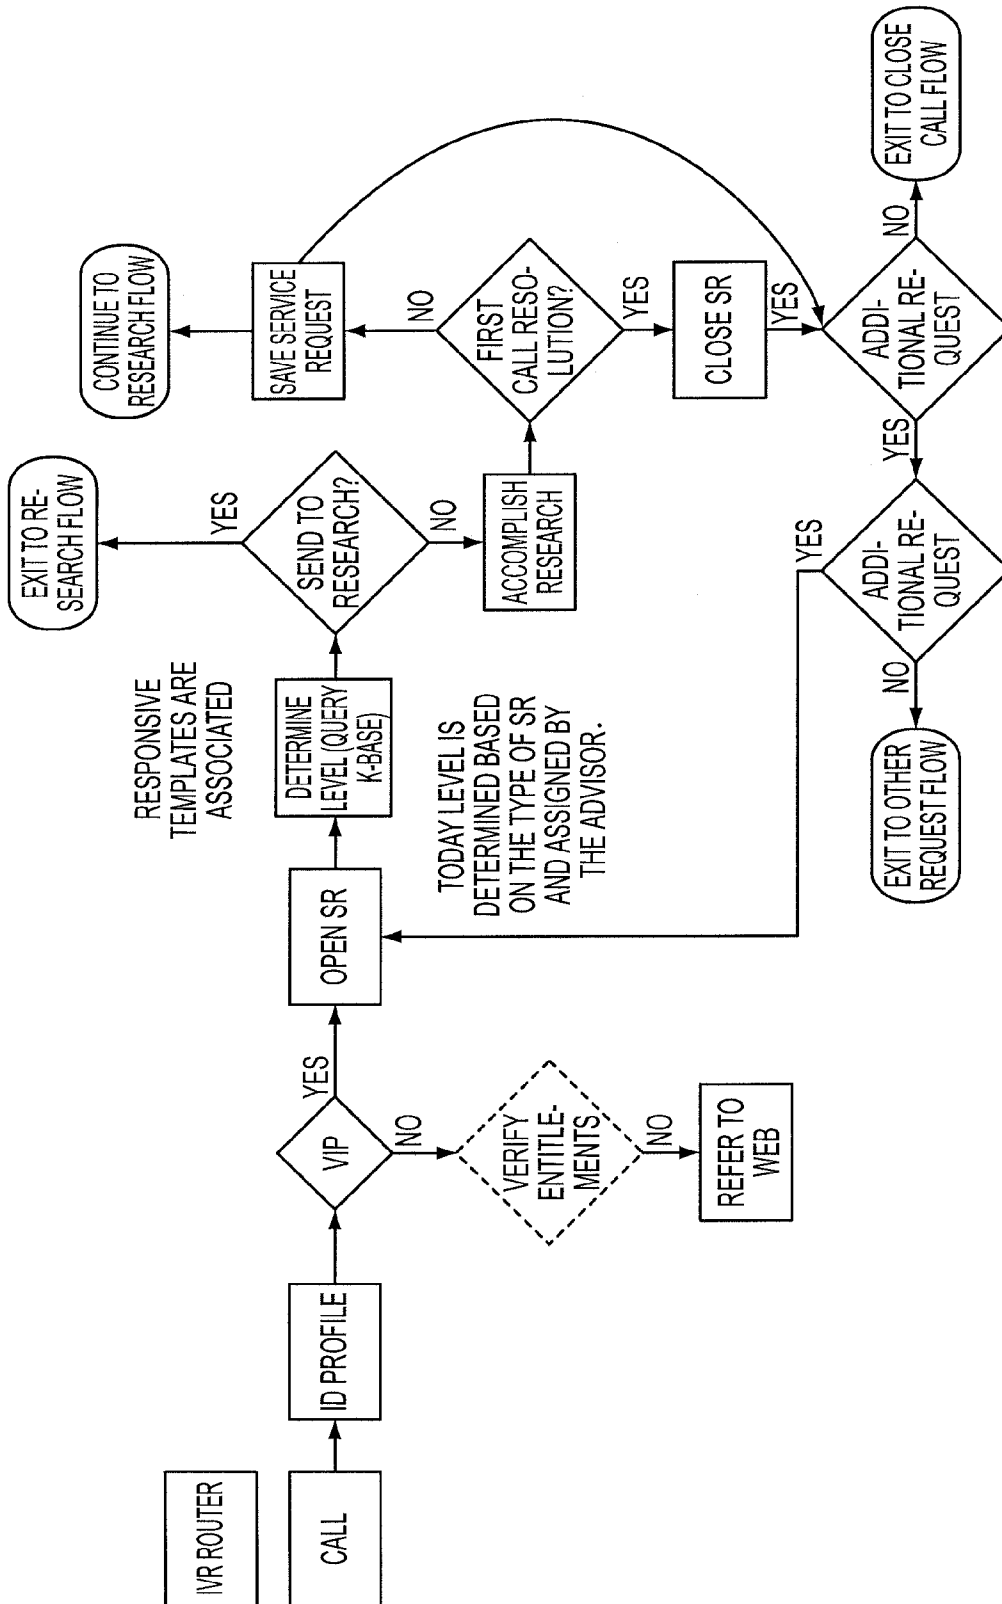 IVR ROUTER
CALL
ID PROFILE
VIP
YES
NO
VERIFY
ENTITLE-
MENTS
NO
REFER TO
WEB
OPEN SR
RESPONSIVE
TEMPLATES ARE
ASSOCIATED
DETERMINE
LEVEL (QUERY
K-BASE)
TODAY LEVEL IS
DETERMINED BASED
ON THE TYPE OF SR
AND ASSIGNED BY
THE ADVISOR.
SEND TO
RESEARCH?
YES
EXIT TO RE-
SEARCH FLOW
NO
ACCOMPLISH
RESEARCH
FIRST
CALL RESO-
LUTION?
NO
SAVE SERVICE
REQUEST
CONTINUE TO
RESEARCH FLOW
YES
CLOSE SR
YES
ADDI-
TIONAL RE-
QUEST
NO
EXIT TO CLOSE
CALL FLOW
YES
ADDI-
TIONAL RE-
QUEST
YES
NO
EXIT TO OTHER
REQUEST FLOW